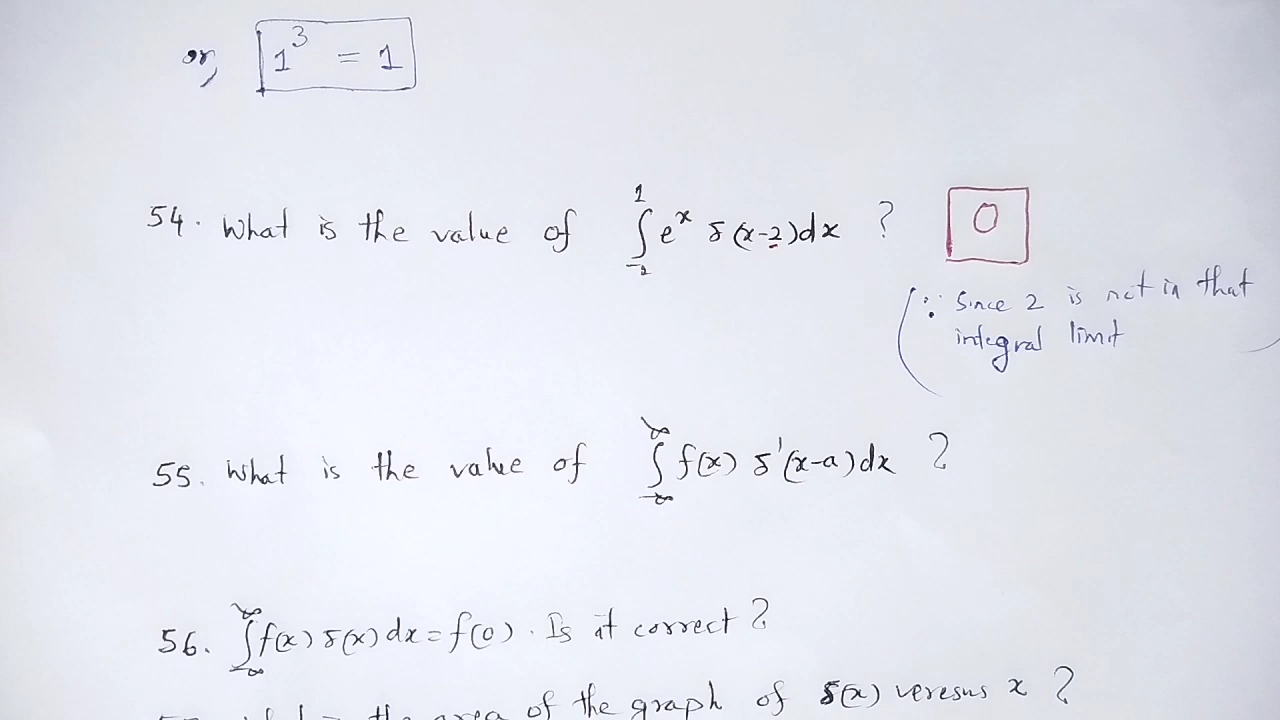 or, 1³ = 1
54. What is the value of ∫₋₂¹ eˣ δ(x-2)dx ? 0
(∵ Since 2 is not in that
integral limit
55. What is the value of ∫₋∞^∞ f(x) δ'(x-a)dx ?
56. ∫₋∞^∞ f(x) δ(x) dx = f(0). Is it correct ?
the area of the graph of δ(x) veresus x ?